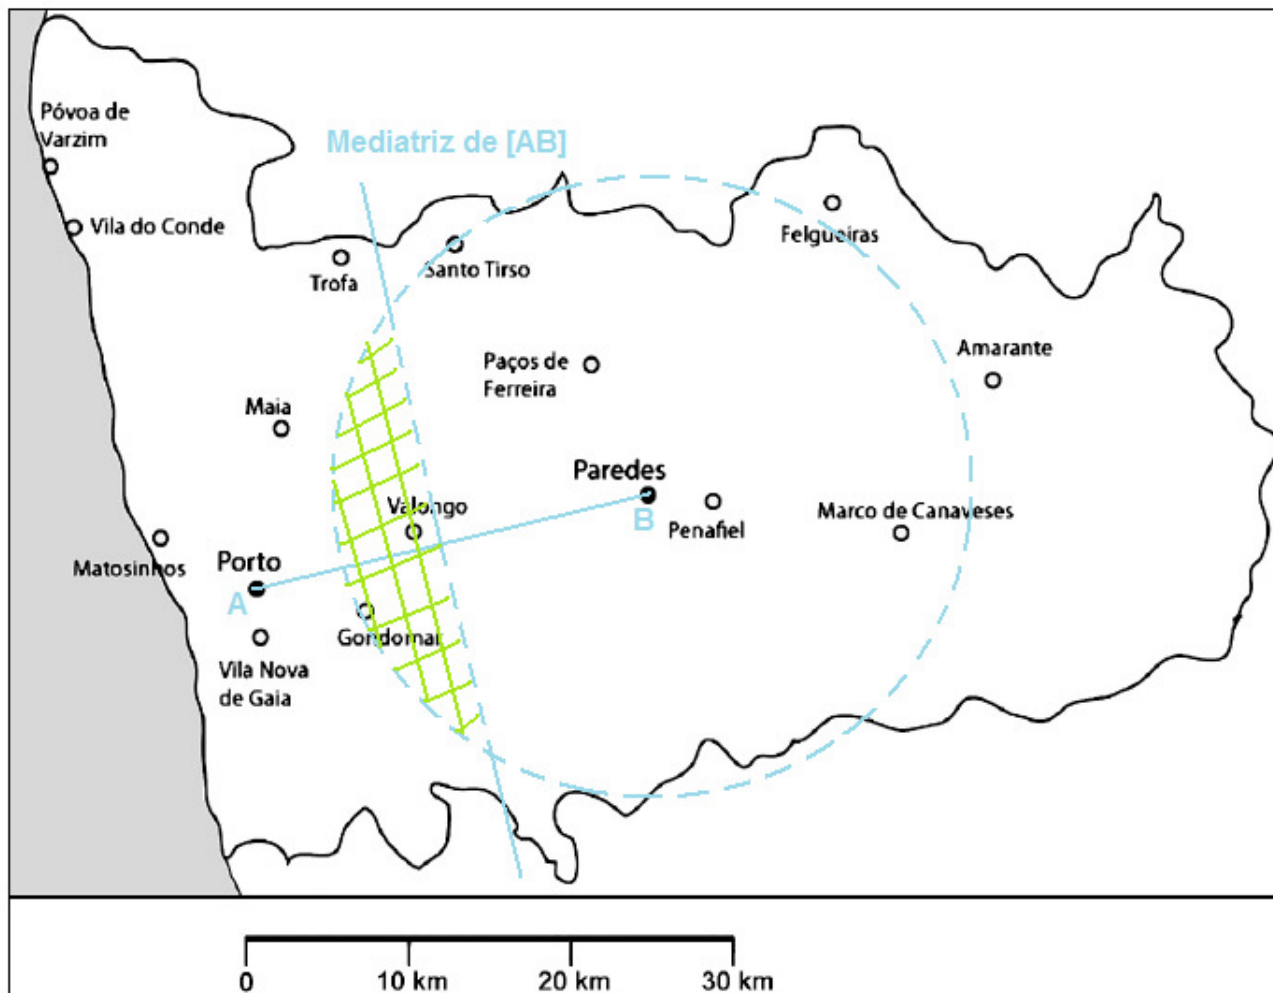 Póvoa de
Varzim
Mediatriz de [AB]
Vila do Conde
Felgueiras
Santo Tirso
Trofa
Paços de
Ferreira
Amarante
Maia
Paredes
B
Valongo
Penafiel
Marco de Canaveses
Matosinhos
Porto
A
Gondomar
Vila Nova
de Gaia
0
10 km
20 km
30 km